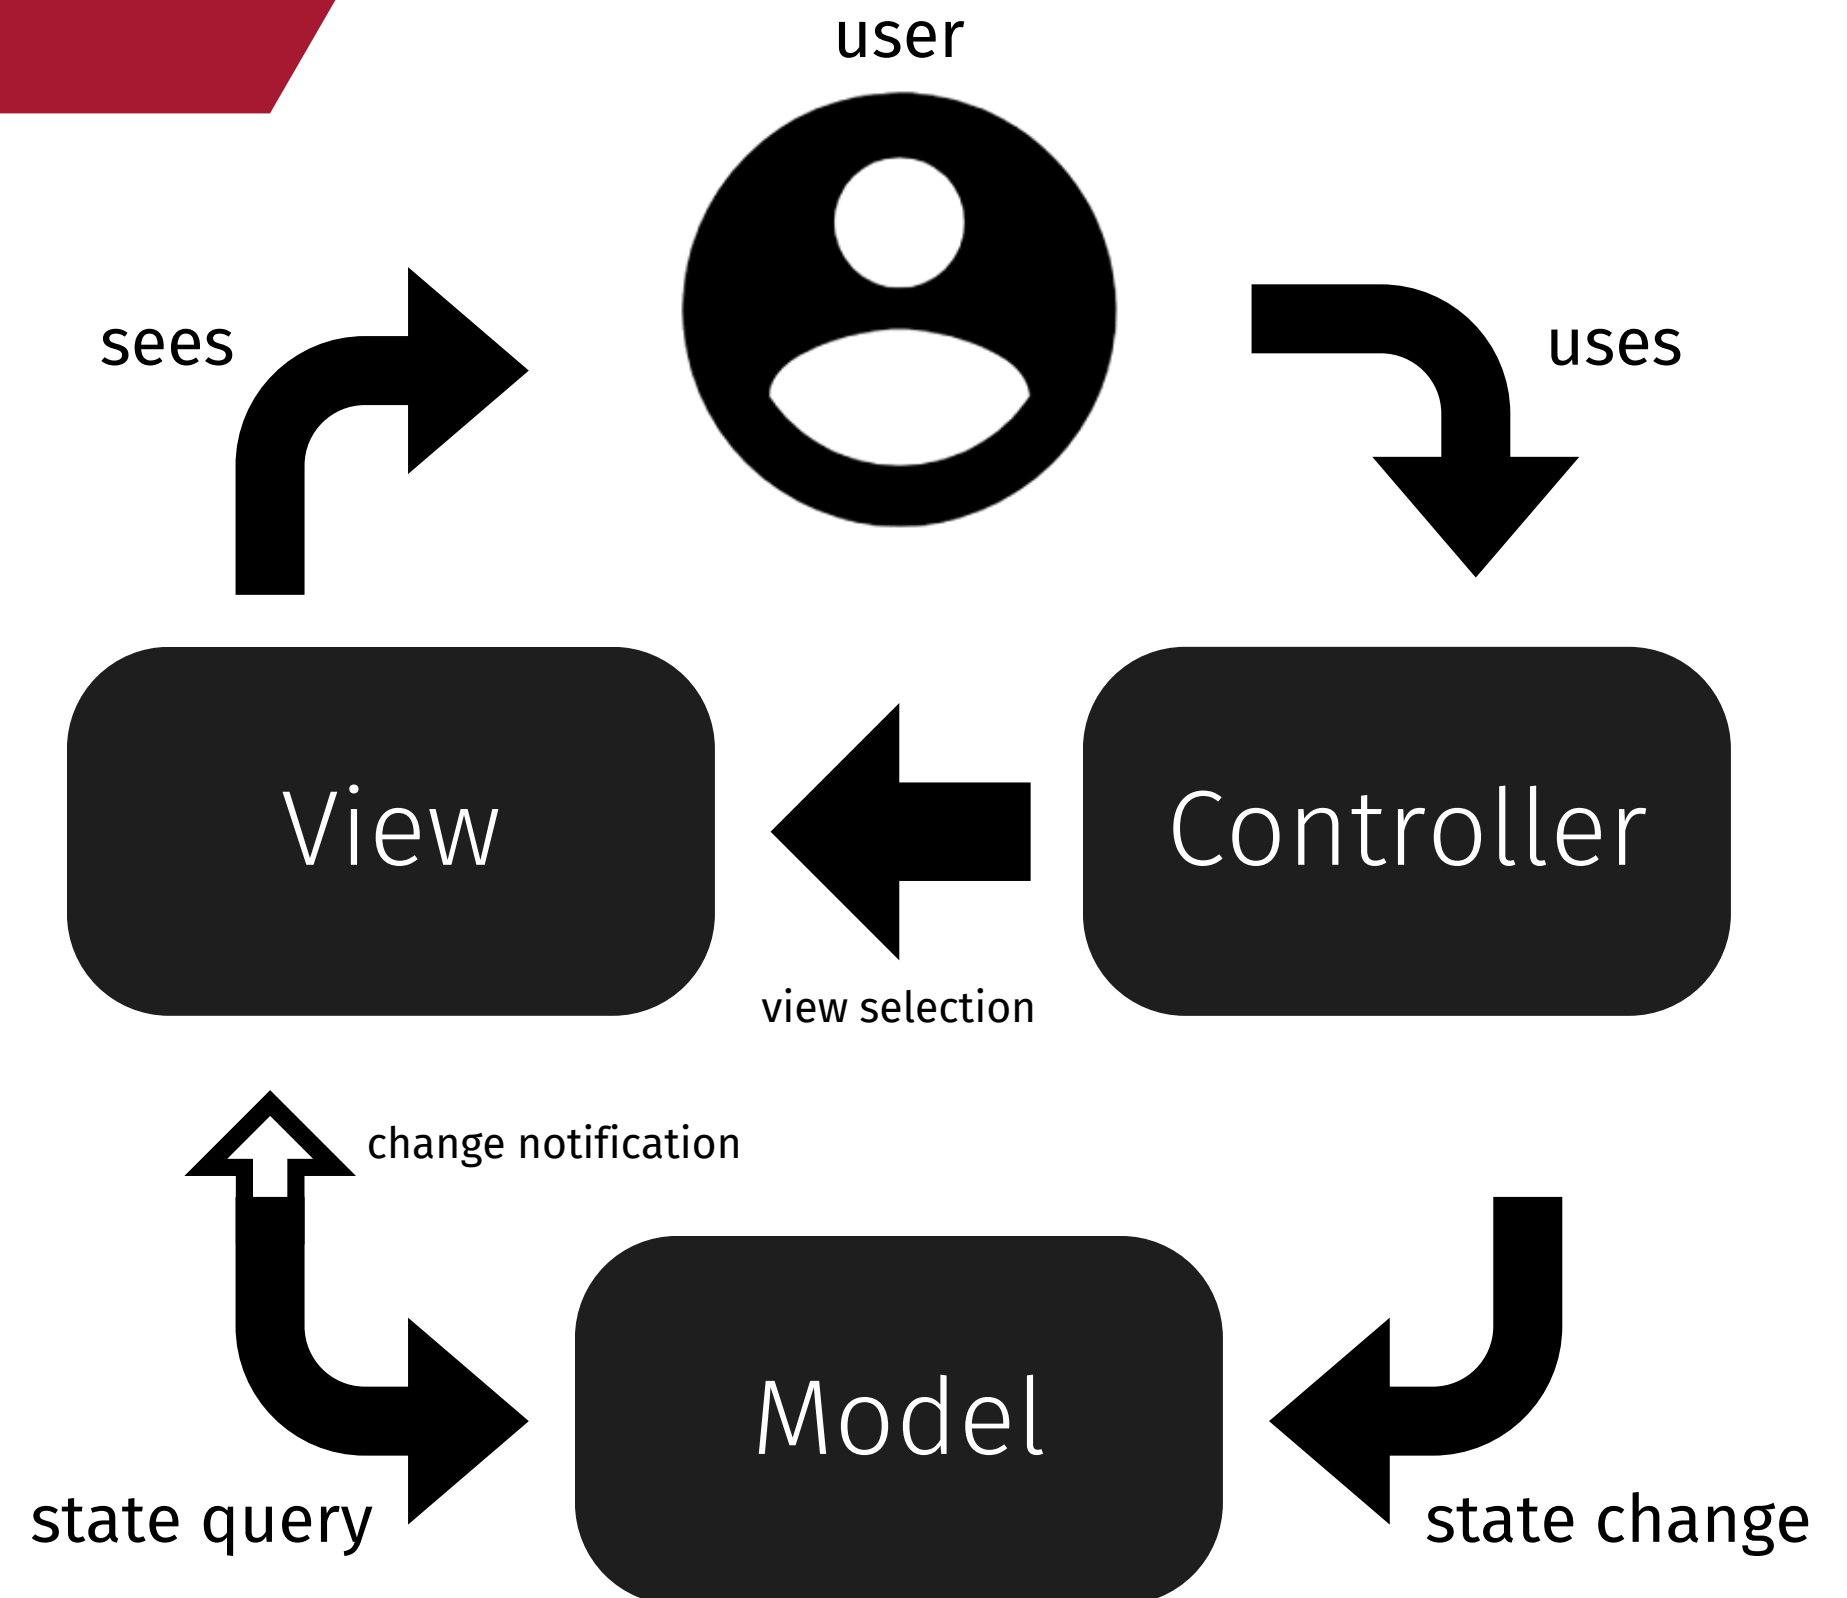 user
sees
uses
View
Controller
view selection
change notification
Model
state query
state change